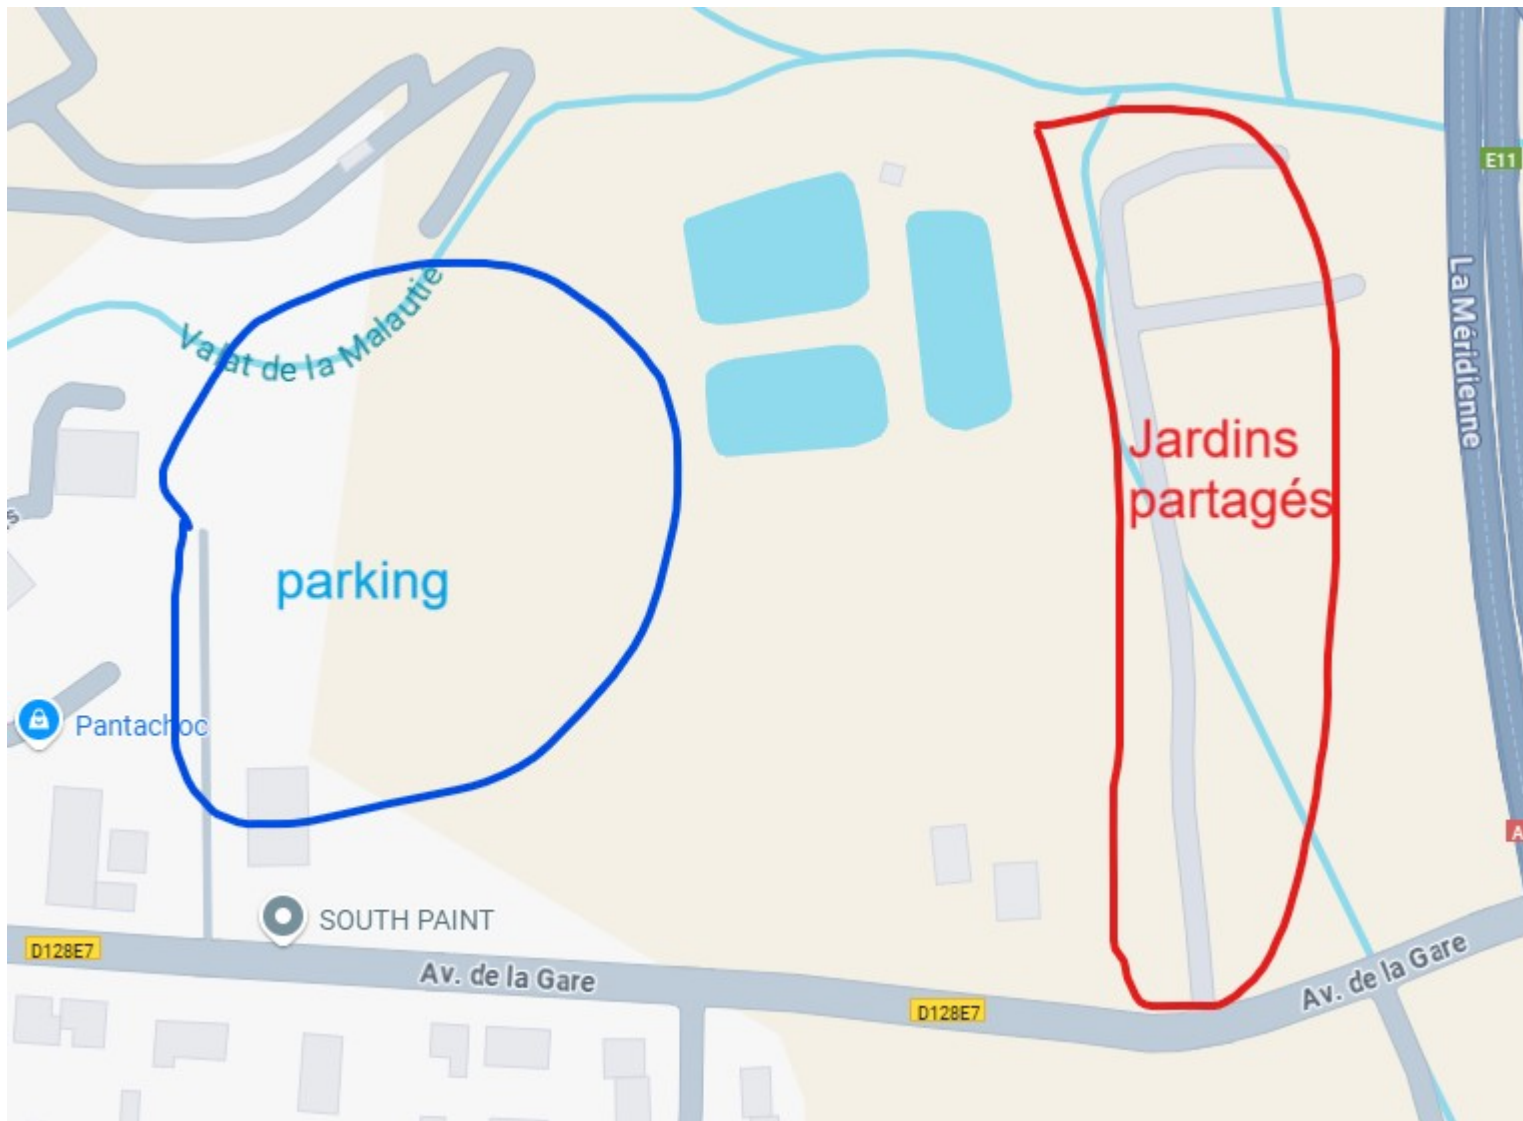 E11
La Méridienne
Valat de la Malautie
Jardins
partagés
s
parking
Pantachoc
A
SOUTH PAINT
D128E7
Av. de la Gare
Av. de la Gare
D128E7